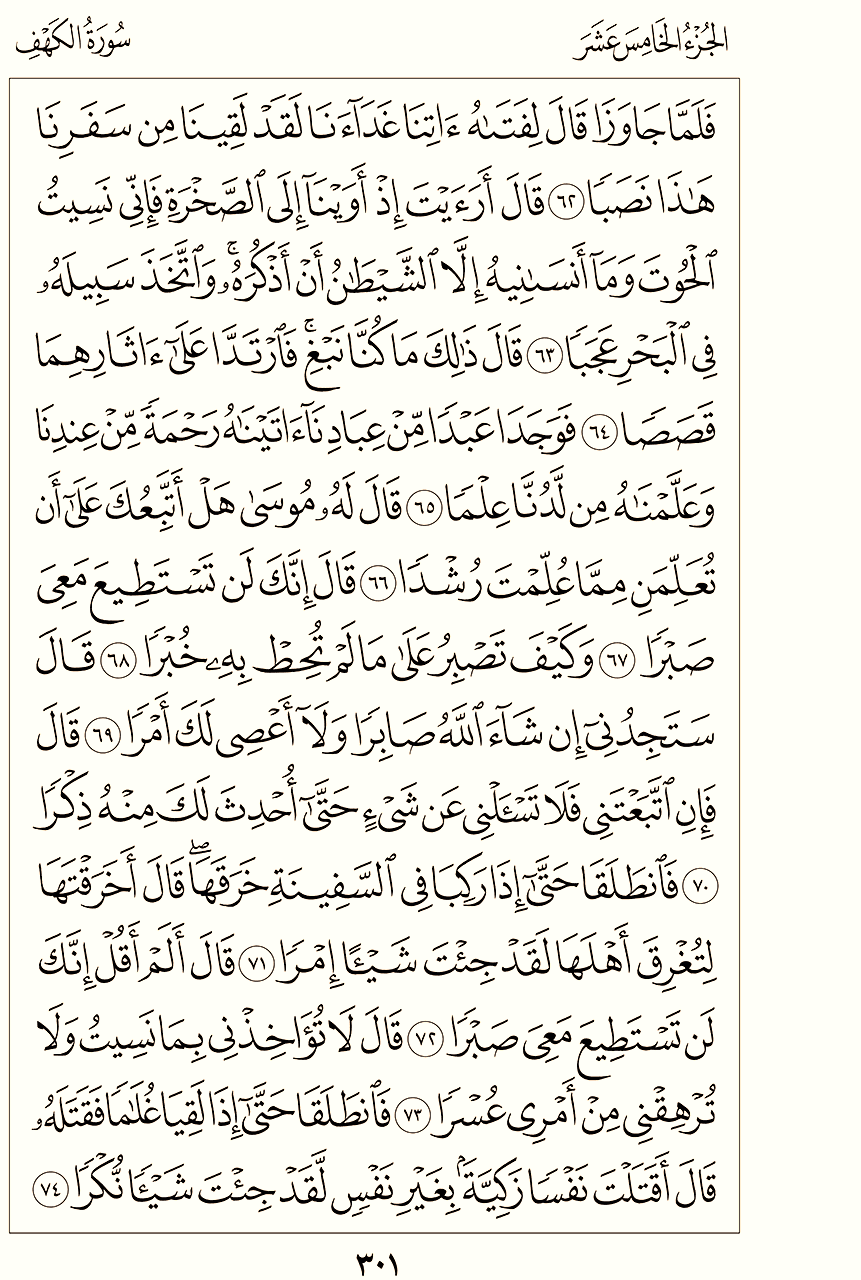 الجُزْءُ الخَامِسَ عَشَرَ
سُورَةُ الكَهْفِ
فَلَمَّا جَاوَزَا قَالَ لِفَتَىٰهُ ءَاتِنَا غَدَآءَنَا لَقَدْ لَقِينَا مِن سَفَرِنَا
هَٰذَا نَصَبًا ٦٢ قَالَ أَرَءَيْتَ إِذْ أَوَيْنَآ إِلَى ٱلصَّخْرَةِ فَإِنِّى نَسِيتُ
ٱلْحُوتَ وَمَآ أَنسَىٰنِيهُ إِلَّا ٱلشَّيْطَٰنُ أَنْ أَذْكُرَهُۥۚ وَٱتَّخَذَ سَبِيلَهُۥ
فِى ٱلْبَحْرِ عَجَبًا ٦٣ قَالَ ذَٰلِكَ مَا كُنَّا نَبْغِۚ فَٱرْتَدَّا عَلَىٰٓ ءَاثَارِهِمَا
قَصَصًا ٦٤ فَوَجَدَا عَبْدًا مِّنْ عِبَادِنَآ ءَاتَيْنَٰهُ رَحْمَةً مِّنْ عِندِنَا
وَعَلَّمْنَٰهُ مِن لَّدُنَّا عِلْمًا ٦٥ قَالَ لَهُۥ مُوسَىٰ هَلْ أَتَّبِعُكَ عَلَىٰٓ أَن
تُعَلِّمَنِ مِمَّا عُلِّمْتَ رُشْدًا ٦٦ قَالَ إِنَّكَ لَن تَسْتَطِيعَ مَعِىَ
صَبْرًا ٦٧ وَكَيْفَ تَصْبِرُ عَلَىٰ مَا لَمْ تُحِطْ بِهِۦ خُبْرًا ٦٨ قَالَ
سَتَجِدُنِىٓ إِن شَآءَ ٱللَّهُ صَابِرًا وَلَآ أَعْصِى لَكَ أَمْرًا ٦٩ قَالَ
فَإِنِ ٱتَّبَعْتَنِى فَلَا تَسْـَٔلْنِى عَن شَىْءٍ حَتَّىٰٓ أُحْدِثَ لَكَ مِنْهُ ذِكْرًا
٧٠ فَٱنطَلَقَا حَتَّىٰٓ إِذَا رَكِبَا فِى ٱلسَّفِينَةِ خَرَقَهَاۖ قَالَ أَخَرَقْتَهَا
لِتُغْرِقَ أَهْلَهَا لَقَدْ جِئْتَ شَيْـًٔا إِمْرًا ٧١ قَالَ أَلَمْ أَقُلْ إِنَّكَ
لَن تَسْتَطِيعَ مَعِىَ صَبْرًا ٧٢ قَالَ لَا تُؤَاخِذْنِى بِمَا نَسِيتُ وَلَا
تُرْهِقْنِى مِنْ أَمْرِى عُسْرًا ٧٣ فَٱنطَلَقَا حَتَّىٰٓ إِذَا لَقِيَا غُلَٰمًا فَقَتَلَهُۥ
قَالَ أَقَتَلْتَ نَفْسًا زَكِيَّةًۢ بِغَيْرِ نَفْسٍ لَّقَدْ جِئْتَ شَيْـًٔا نُّكْرًا ٧٤
٣٠١